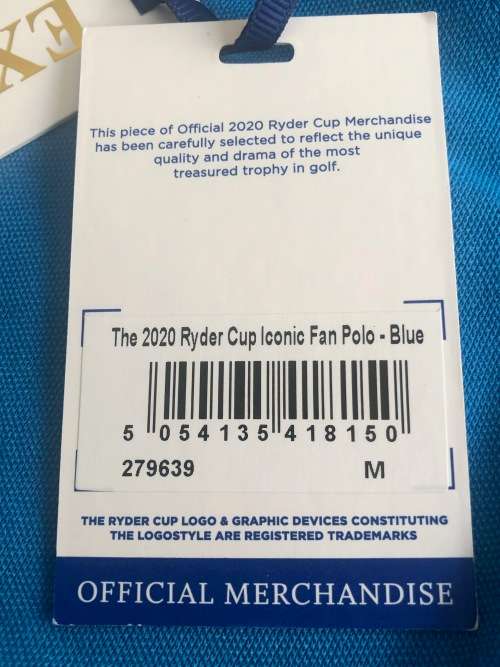 This piece of Official 2020 Ryder Cup Merchandise
has been carefully selected to reflect the unique
quality and drama of the most
treasured trophy in golf.
The 2020 Ryder Cup Iconic Fan Polo - Blue
5 054135 418150
279639 M
THE RYDER CUP LOGO & GRAPHIC DEVICES CONSTITUTING
THE LOGOSTYLE ARE REGISTERED TRADEMARKS
OFFICIAL MERCHANDISE